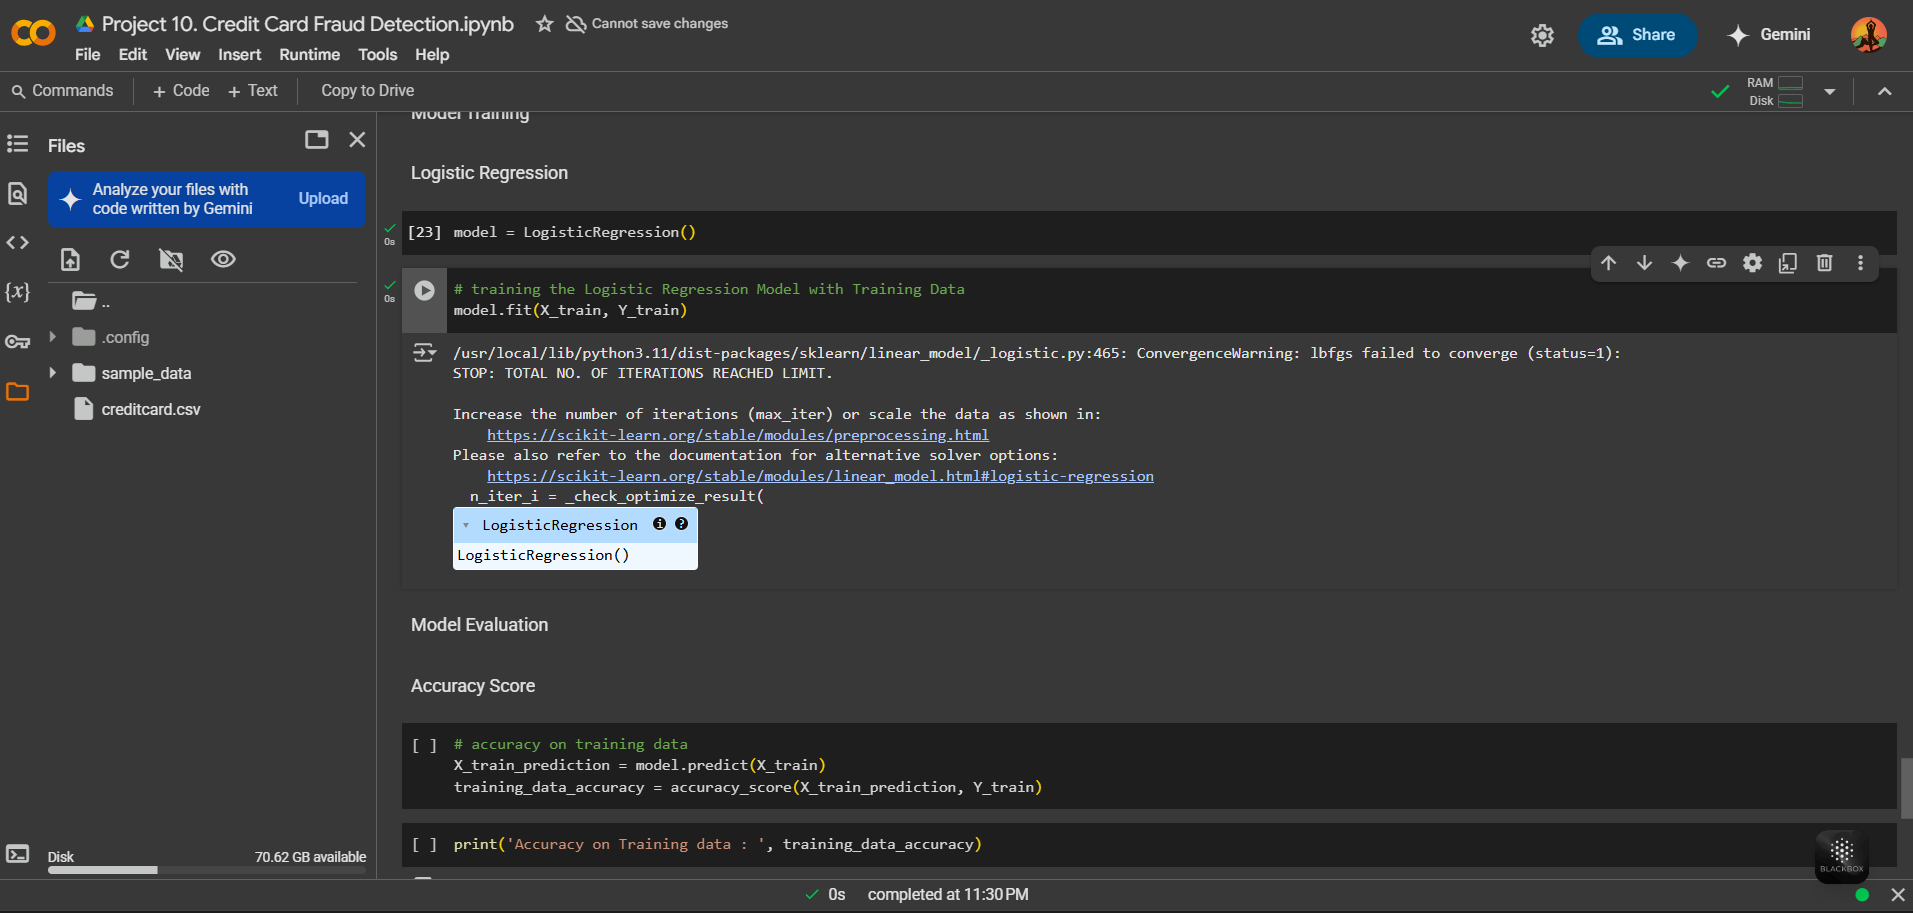 Project 10. Credit Card Fraud Detection.ipynb
Cannot save changes
File Edit View Insert Runtime Tools Help
Share
Gemini
Commands
+ Code + Text
Copy to Drive
RAM
Disk
Files
Analyze your files with
code written by Gemini
Upload
..
.config
sample_data
creditcard.csv
Disk
70.62 GB available
Model Training
Logistic Regression
0s
[23] model = LogisticRegression()
0s
# training the Logistic Regression Model with Training Data
model.fit(X_train, Y_train)
/usr/local/lib/python3.11/dist-packages/sklearn/linear_model/_logistic.py:465: ConvergenceWarning: lbfgs failed to converge (status=1):
STOP: TOTAL NO. OF ITERATIONS REACHED LIMIT.
Increase the number of iterations (max_iter) or scale the data as shown in:
https://scikit-learn.org/stable/modules/preprocessing.html
Please also refer to the documentation for alternative solver options:
https://scikit-learn.org/stable/modules/linear_model.html#logistic-regression
n_iter_i = _check_optimize_result(
LogisticRegression
LogisticRegression()
Model Evaluation
Accuracy Score
[ ] # accuracy on training data
X_train_prediction = model.predict(X_train)
training_data_accuracy = accuracy_score(X_train_prediction, Y_train)
[ ] print('Accuracy on Training data : ', training_data_accuracy)
BLACKBOX
0s completed at 11:30 PM